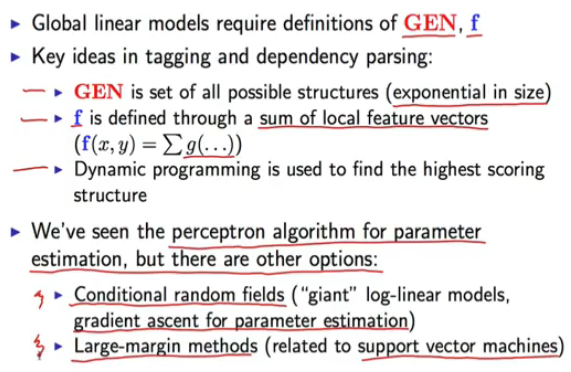 ► Global linear models require definitions of GEN, f
► Key ideas in tagging and dependency parsing:
► GEN is set of all possible structures (exponential in size)
► f is defined through a sum of local feature vectors
(f(x, y) = ∑ g(...))
► Dynamic programming is used to find the highest scoring
structure
► We've seen the perceptron algorithm for parameter
estimation, but there are other options:
► Conditional random fields ("giant" log-linear models,
gradient ascent for parameter estimation)
► Large-margin methods (related to support vector machines)